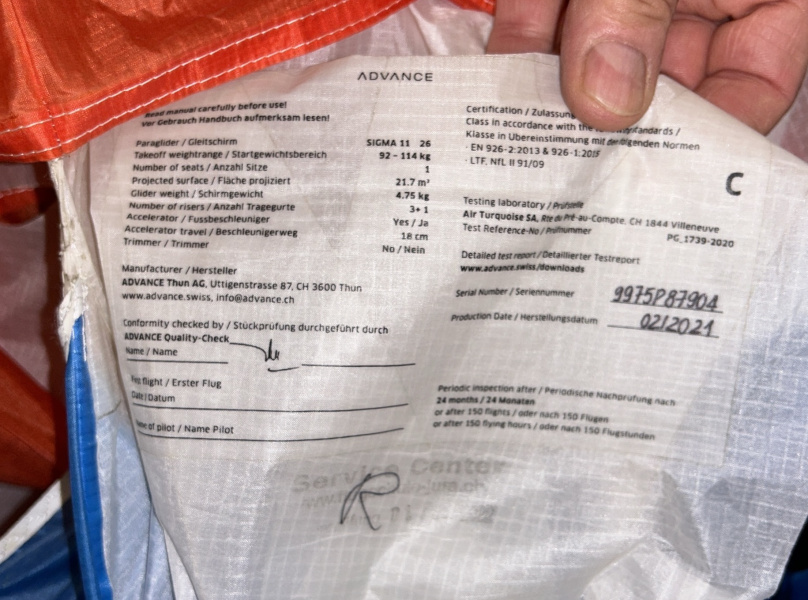 ADVANCE
Read manual carefully before use!
Vor Gebrauch Handbuch aufmerksam lesen!
Paraglider / Gleitschirm SIGMA 11 26
Takeoff weightrange / Startgewichtsbereich 92 – 114 kg
Number of seats / Anzahl Sitze 1
Projected surface / Fläche projiziert 21.7 m²
Glider weight / Schirmgewicht 4.75 kg
Number of risers / Anzahl Tragegurte 3+1
Accelerator / Fussbeschleuniger Yes / Ja
Accelerator travel / Beschleunigerweg 18 cm
Trimmer / Trimmer No / Nein
Manufacturer / Hersteller
ADVANCE Thun AG, Uttigenstrasse 87, CH 3600 Thun
www.advance.swiss, info@advance.ch
Conformity checked by / Stückprüfung durchgeführt durch
ADVANCE Quality-Check
Name / Name
flight / Erster Flug
Date / Datum
of pilot / Name Pilot
Certification / Zulassung
Class in accordance with the standards /
Klasse in Übereinstimmung mit folgenden Normen
· EN 926-2:2013 & 926-1:2015
· LTF, NfL II 91/09
C
Testing laboratory / Prüfstelle
Air Turquoise SA, Rte du Pré-au-Compte, CH 1844 Villeneuve
Test Reference-No / Prüfnummer PG_1739-2020
Detailed test report / Detaillierter Testreport
www.advance.swiss/downloads
Serial Number / Seriennummer 9975P87904
Production Date / Herstellungsdatum 02/2021
Periodic inspection after / Periodische Nachprüfung nach
24 months / 24 Monaten
or after 150 flights / oder nach 150 Flügen
or after 150 flying hours / oder nach 150 Flugstunden
Service Center